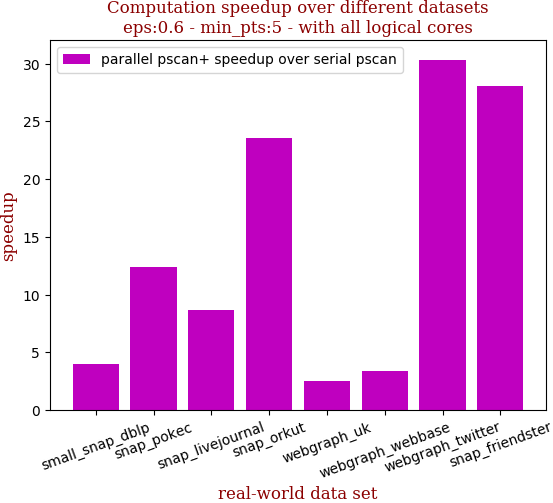 Computation speedup over different datasets
eps:0.6 - min_pts:5 - with all logical cores
parallel pscan+ speedup over serial pscan
speedup
30
25
20
15
10
5
0
small_snap_dblp
snap_pokec
snap_livejournal
snap_orkut
webgraph_uk
webgraph_webbase
webgraph_twitter
snap_friendster
real-world data set